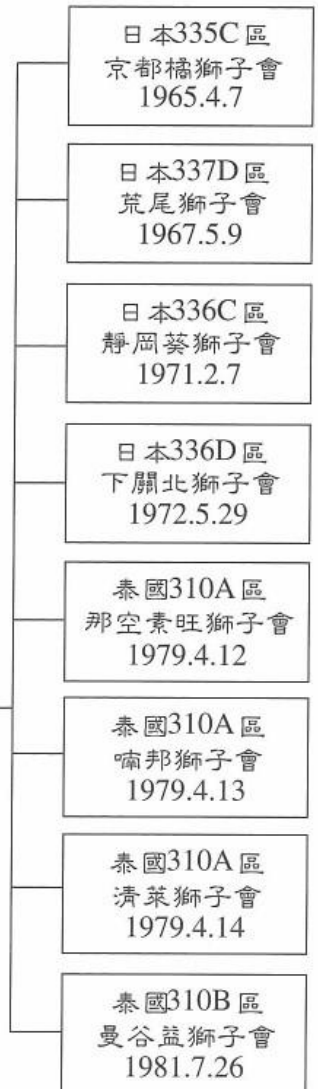 日本335C區
京都橘獅子會
1965.4.7
日本337D區
荒尾獅子會
1967.5.9
日本336C區
靜岡葵獅子會
1971.2.7
日本336D區
下關北獅子會
1972.5.29
泰國310A區
那空素旺獅子會
1979.4.12
泰國310A區
喃邦獅子會
1979.4.13
泰國310A區
清萊獅子會
1979.4.14
泰國310B區
曼谷益獅子會
1981.7.26